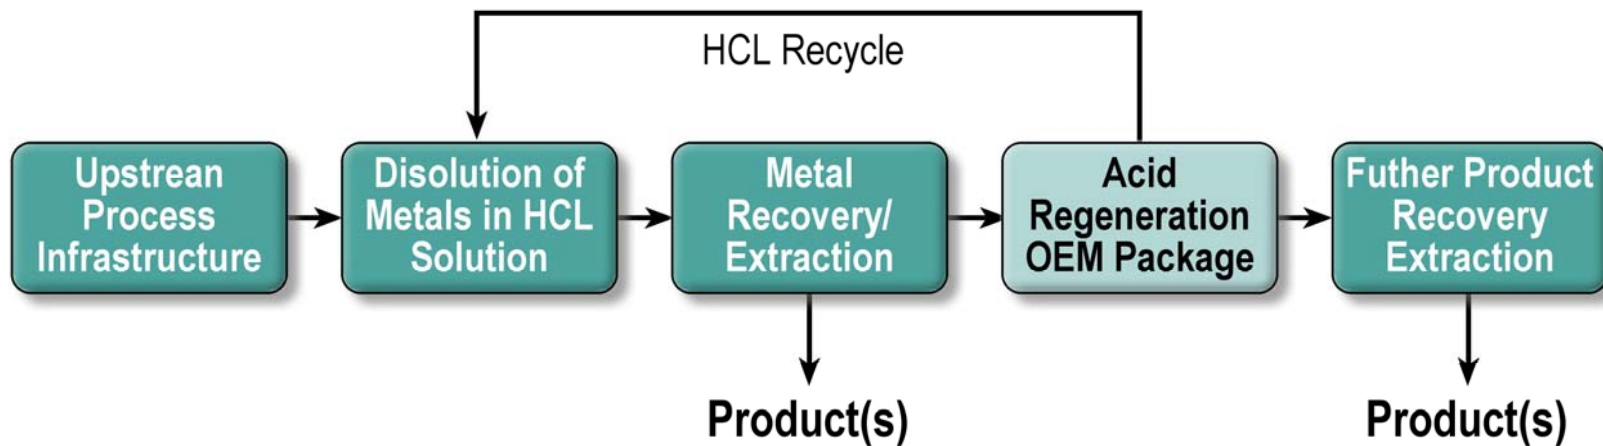 HCL Recycle
Upstrean
Process
Infrastructure
Disolution of
Metals in HCL
Solution
Metal
Recovery/
Extraction
Acid
Regeneration
OEM Package
Futher Product
Recovery
Extraction
Product(s)
Product(s)